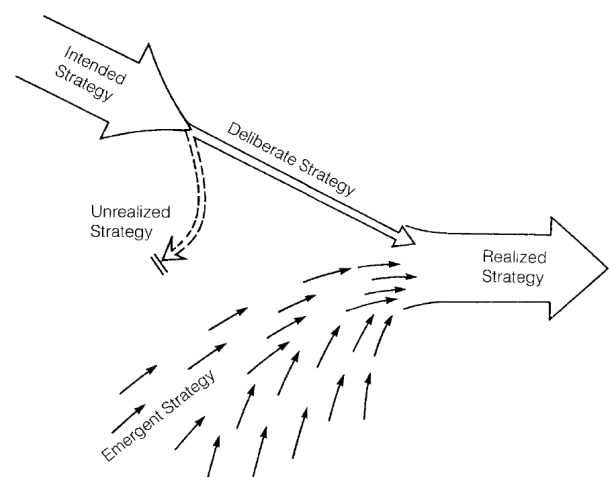 Intended
Strategy
Deliberate Strategy
Unrealized
Strategy
Realized
Strategy
Emergent Strategy